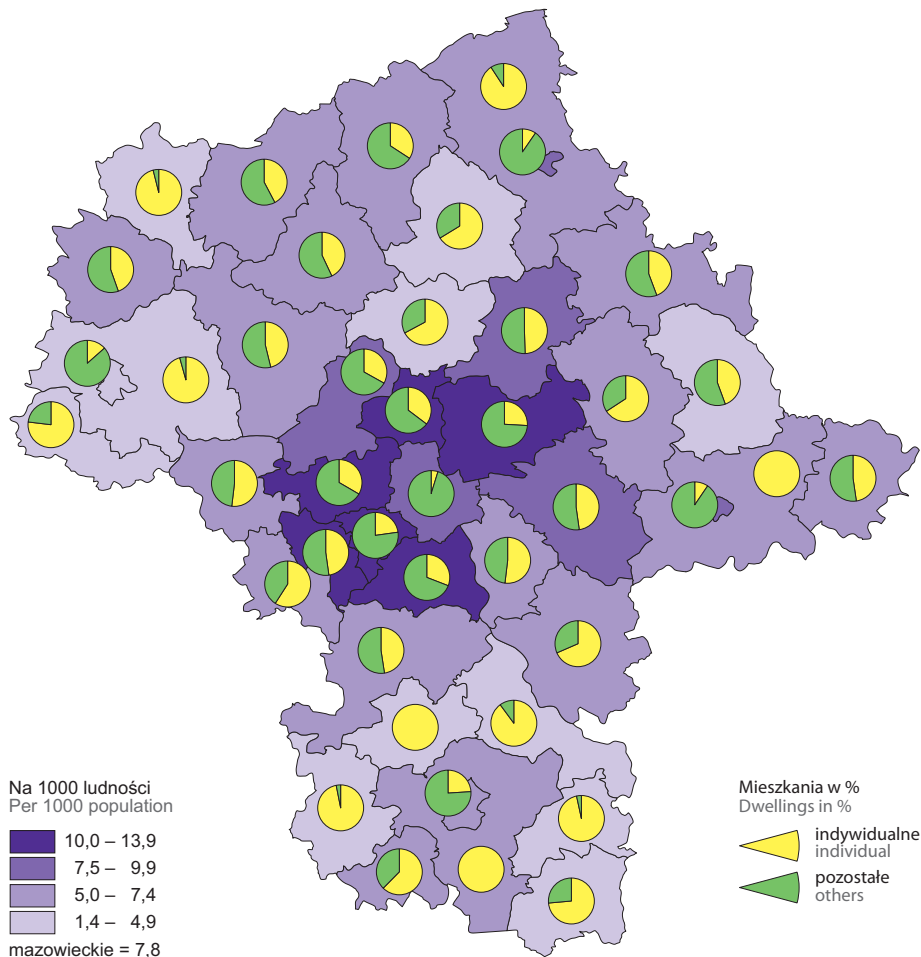 Na 1000 ludności
Per 1000 population
10,0 – 13,9
7,5 – 9,9
5,0 – 7,4
1,4 – 4,9
mazowieckie = 7,8
Mieszkania w %
Dwellings in %
indywidualne
individual
pozostałe
others